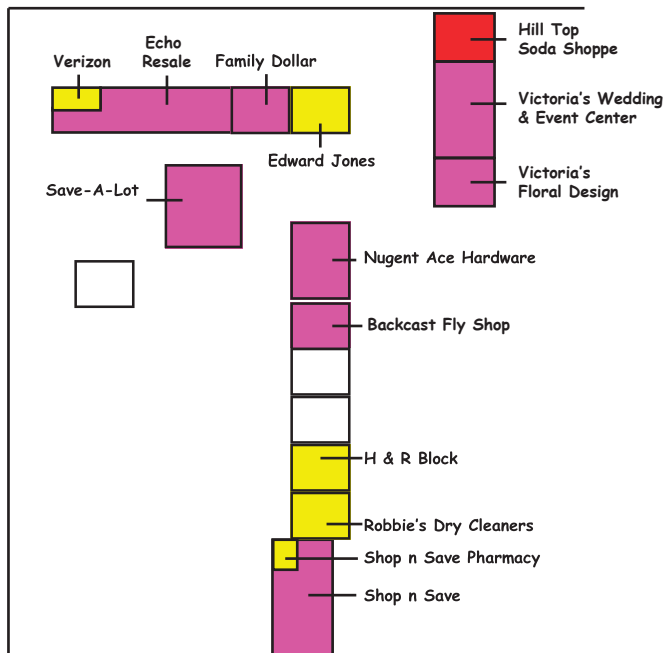 Hill Top
Soda Shoppe
Echo
Resale
Verizon
Family Dollar
Victoria's Wedding
& Event Center
Edward Jones
Victoria's
Floral Design
Save-A-Lot
Nugent Ace Hardware
Backcast Fly Shop
H & R Block
Robbie's Dry Cleaners
Shop n Save Pharmacy
Shop n Save